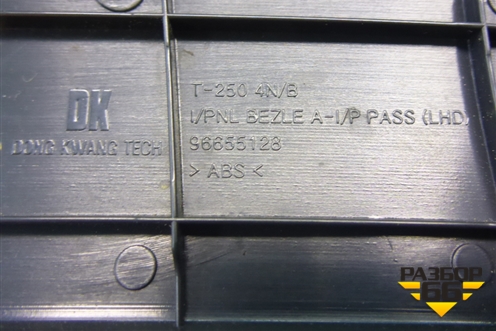 T-250 4N/B
I/PNL BEZLE A-I/P PASS (LHD)
96655128
> ABS <
DK
DONG KWANG TECH
РАЗБОР
66